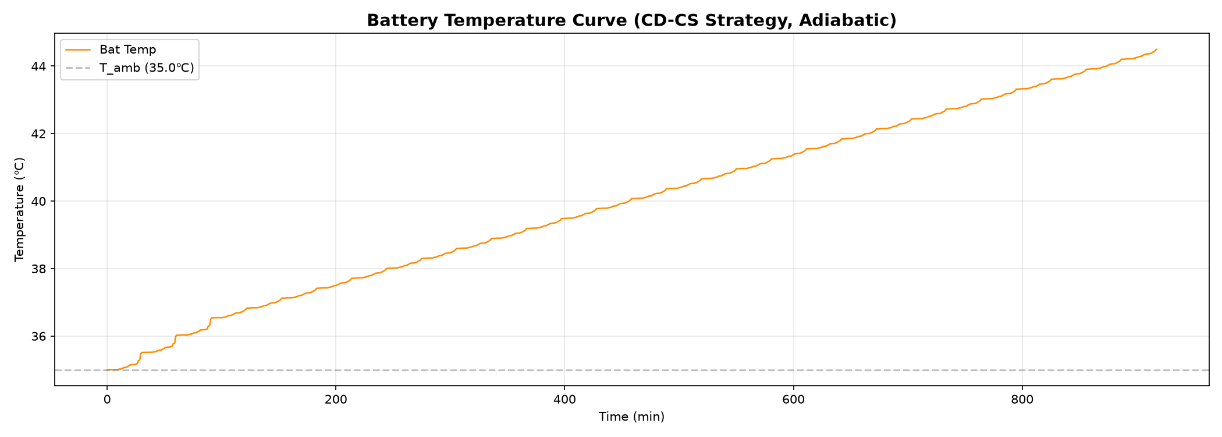 Battery Temperature Curve (CD-CS Strategy, Adiabatic)
Bat Temp
T_amb (35.0℃)
Temperature (℃)
44
42
40
38
36
0 200 400 600 800
Time (min)